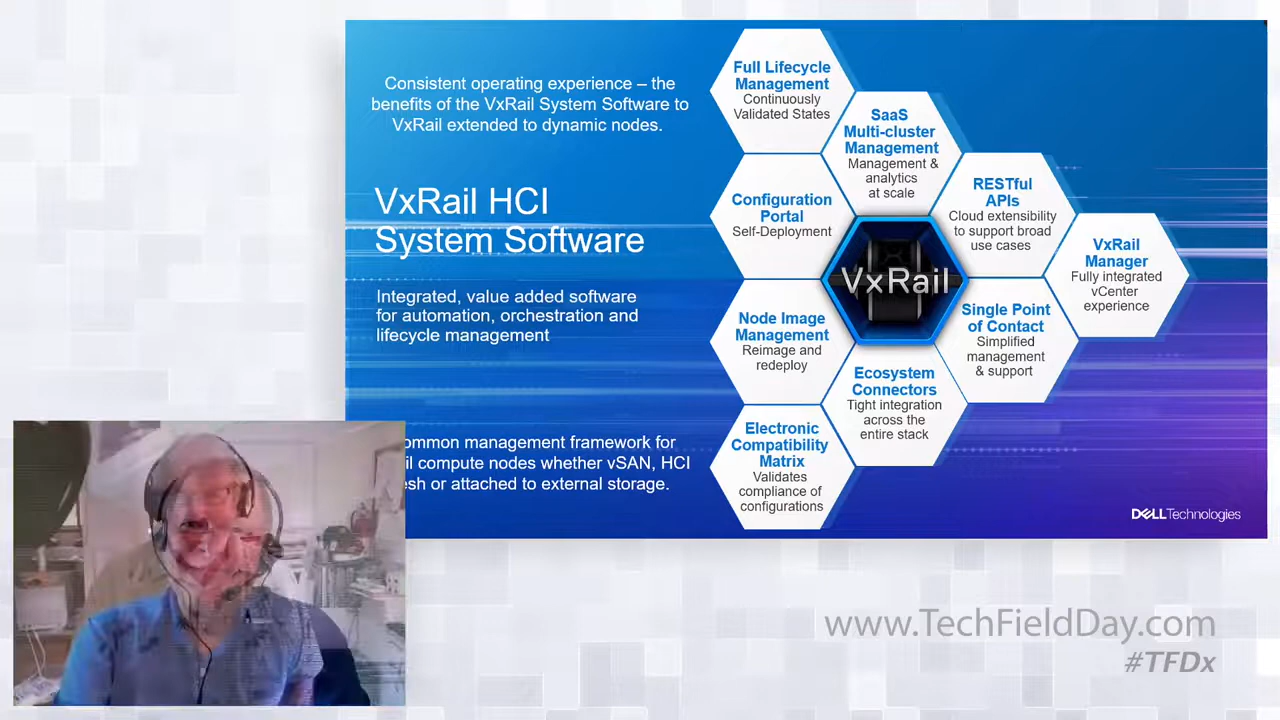 Consistent operating experience – the
benefits of the VxRail System Software to
VxRail extended to dynamic nodes.
VxRail HCI
System Software
Integrated, value added software
for automation, orchestration and
lifecycle management
ommon management framework for
il compute nodes whether vSAN, HCI
esh or attached to external storage.
Full Lifecycle
Management
Continuously
Validated States
SaaS
Multi-cluster
Management
Management &
analytics
at scale
RESTful
APIs
Cloud extensibility
to support broad
use cases
Configuration
Portal
Self-Deployment
VxRail
VxRail
Manager
Fully integrated
vCenter
experience
Node Image
Management
Reimage and
redeploy
Single Point
of Contact
Simplified
management
& support
Ecosystem
Connectors
Tight integration
across the
entire stack
Electronic
Compatibility
Matrix
Validates
compliance of
configurations
DELL Technologies
www.TechFieldDay.com
#TFDx